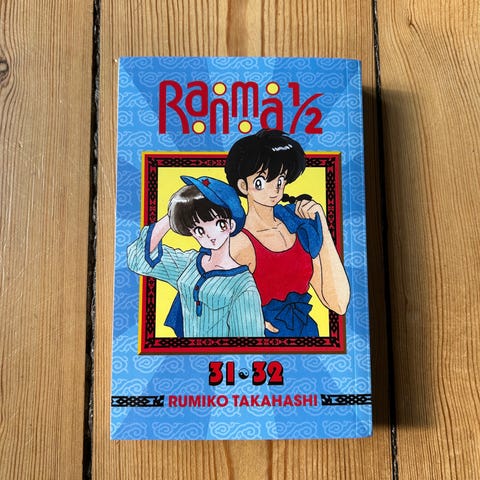 Ranma 1/2
31 32
RUMIKO TAKAHASHI